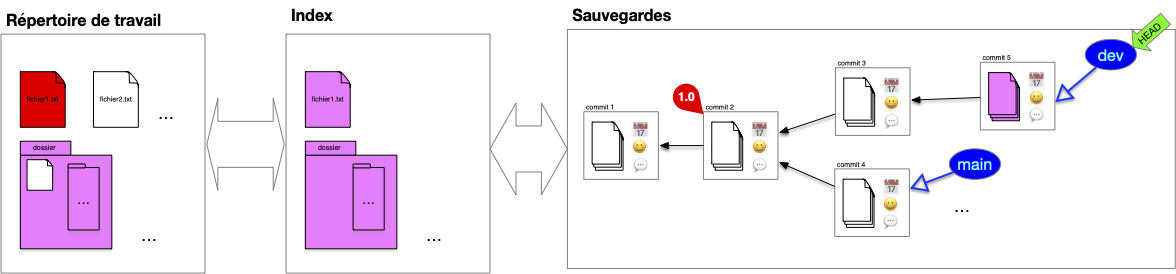 Répertoire de travail
fichier1.txt
fichier2.txt
...
dossier
...
...
Index
fichier1.txt
dossier
...
...
Sauvegardes
HEAD
dev
commit 3
commit 5
17
17
1.0
commit 1
commit 2
17
17
main
commit 4
17
...